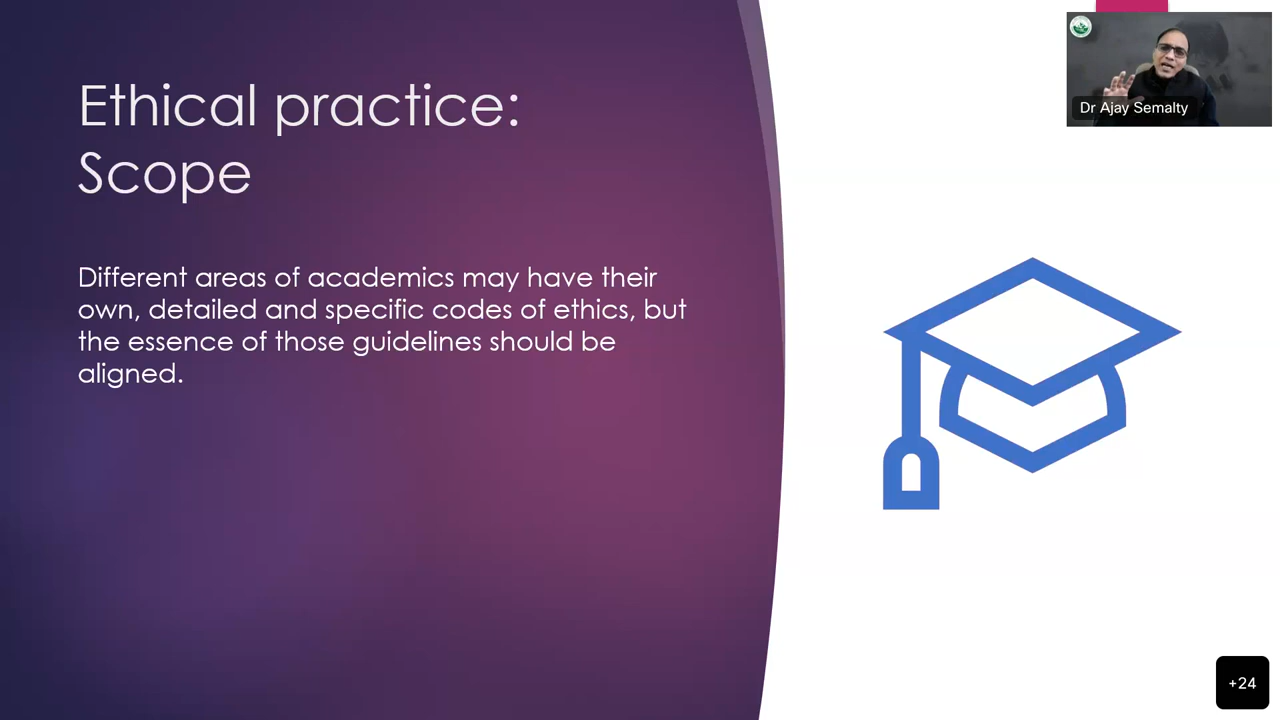 Ethical practice:
Scope
Different areas of academics may have their
own, detailed and specific codes of ethics, but
the essence of those guidelines should be
aligned.
Dr Ajay Semalty
+24